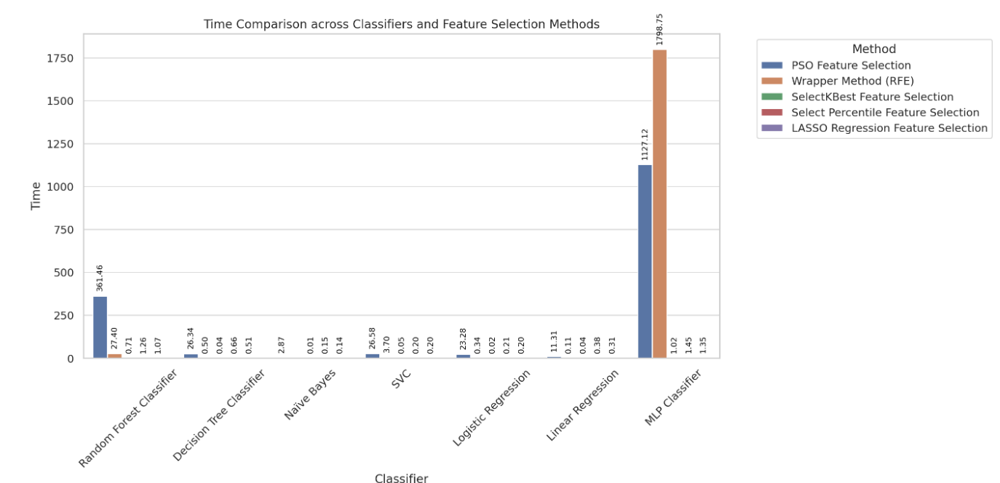 Time Comparison across Classifiers and Feature Selection Methods
Time
1750
1500
1250
1000
750
500
250
0
361.46
27.40
0.71
1.26
1.07
26.34
0.50
0.04
0.66
0.51
2.87
0.01
0.15
0.14
26.58
3.70
0.05
0.20
0.20
23.28
0.34
0.02
0.21
0.20
11.31
0.11
0.04
0.38
0.31
1127.12
1798.75
1.02
1.45
1.35
Random Forest Classifier
Decision Tree Classifier
Naïve Bayes
SVC
Logistic Regression
Linear Regression
MLP Classifier
Classifier
Method
PSO Feature Selection
Wrapper Method (RFE)
SelectKBest Feature Selection
Select Percentile Feature Selection
LASSO Regression Feature Selection